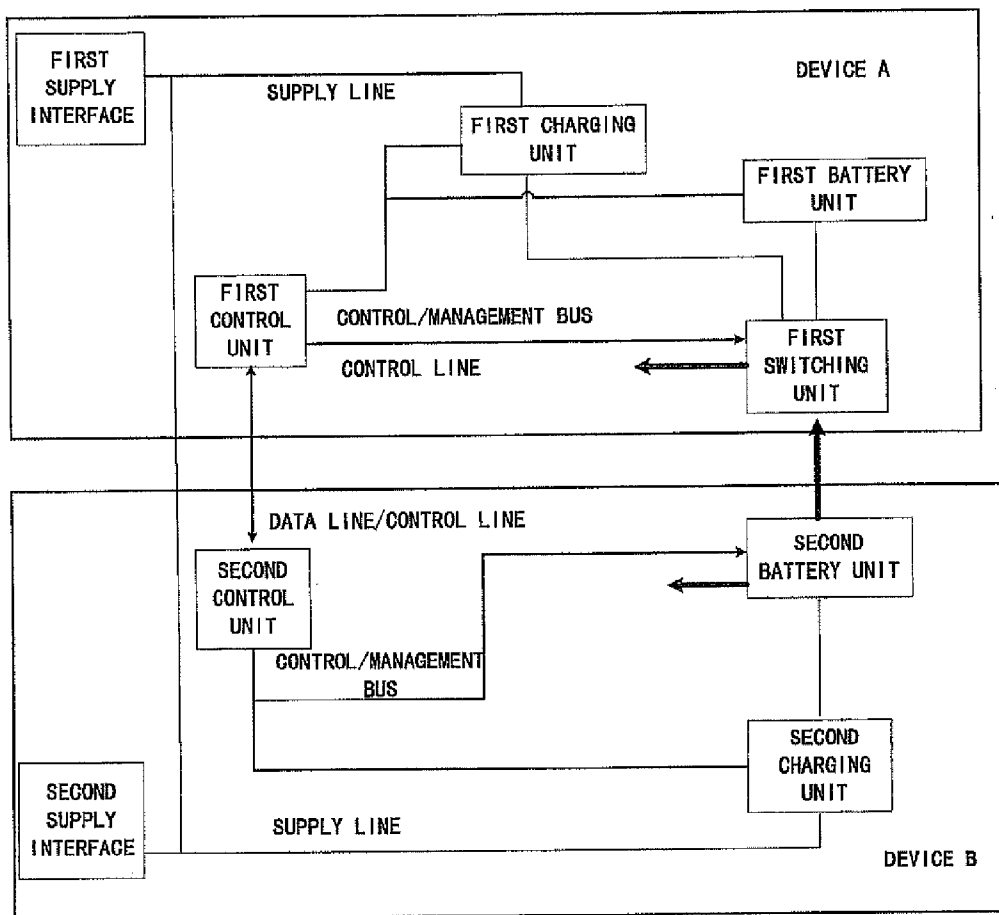 FIRST
SUPPLY
INTERFACE
SUPPLY LINE
DEVICE A
FIRST CHARGING
UNIT
FIRST BATTERY
UNIT
FIRST
CONTROL
UNIT
CONTROL/MANAGEMENT BUS
CONTROL LINE
FIRST
SWITCHING
UNIT
DATA LINE/CONTROL LINE
SECOND
CONTROL
UNIT
SECOND
BATTERY UNIT
CONTROL/MANAGEMENT
BUS
SECOND
CHARGING
UNIT
SECOND
SUPPLY
INTERFACE
SUPPLY LINE
DEVICE B